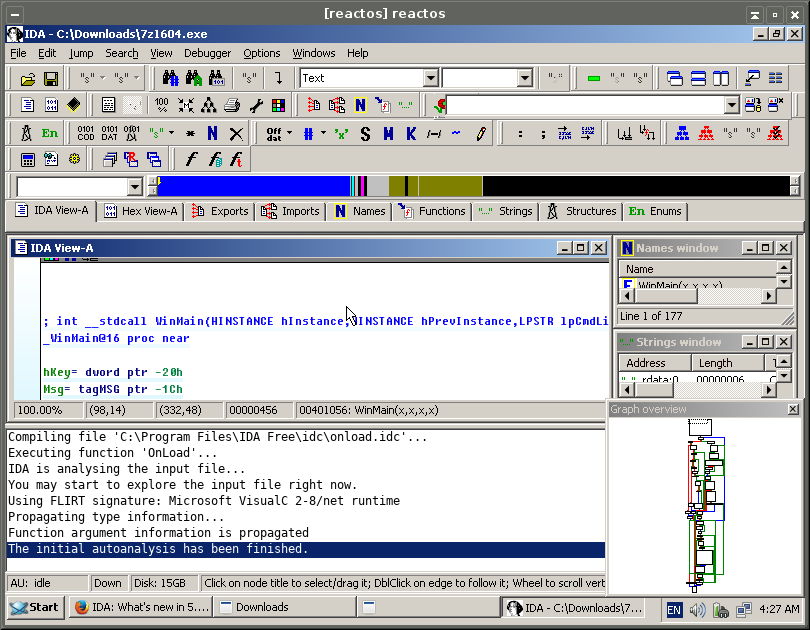 [reactos] reactos
IDA - C:\Downloads\7z1604.exe
File Edit Jump Search View Debugger Options Windows Help
Text
En
Off dat
S M K
IDA View-A Hex View-A Exports Imports N Names Functions Strings Structures En Enums
IDA View-A
; int __stdcall WinMain(HINSTANCE hInstance,HINSTANCE hPrevInstance,LPSTR lpCmdLi
_WinMain@16 proc near
hKey= dword ptr -20h
Msg= tagMSG ptr -1Ch
100.00% (98,14) (332,48) 00000456 00401056: WinMain(x,x,x,x)
N Names window
Name
F WinMain(x,x,x,x)
Line 1 of 177
Strings window
Address Length T
.rdata:0 00000006 C
Graph overview
Compiling file 'C:\Program Files\IDA Free\idc\onload.idc'...
Executing function 'OnLoad'...
IDA is analysing the input file...
You may start to explore the input file right now.
Using FLIRT signature: Microsoft VisualC 2-8/net runtime
Propagating type information...
Function argument information is propagated
The initial autoanalysis has been finished.
AU: idle Down Disk: 15GB Click on node title to select/drag it; DblClick on edge to follow it; Wheel to scroll vert
Start IDA: What's new in 5.... Downloads IDA - C:\Downloads\7... EN 4:27 AM